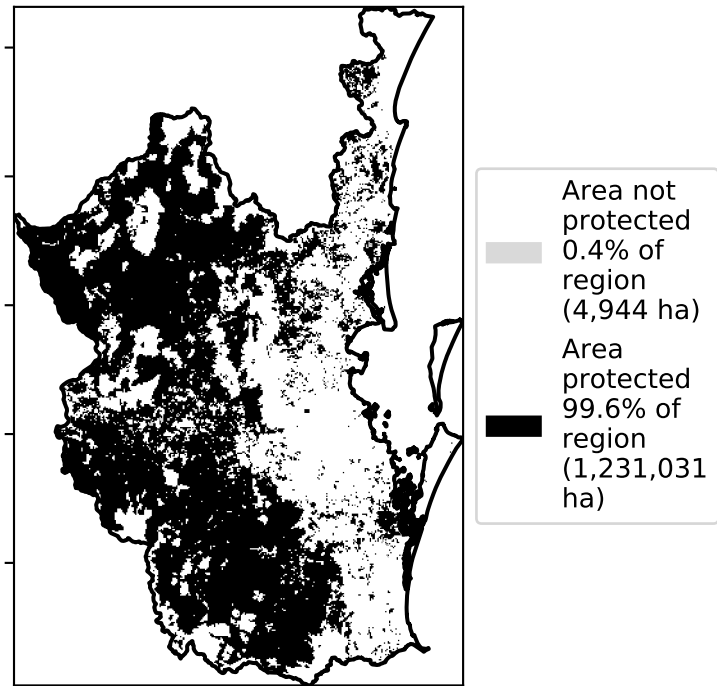 Area not
protected
0.4% of
region
(4,944 ha)
Area
protected
99.6% of
region
(1,231,031
ha)